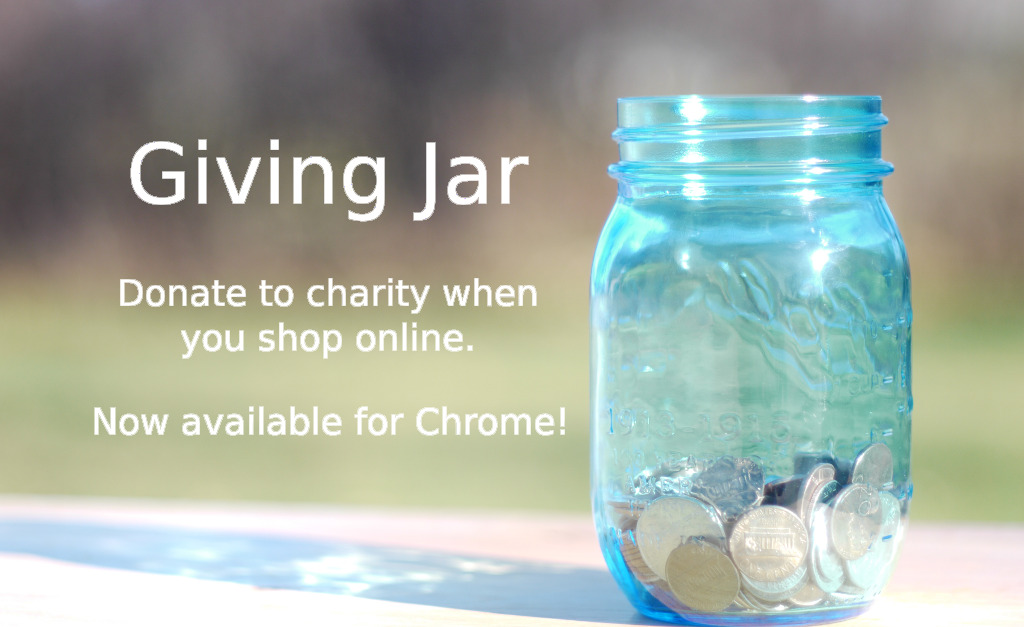 Giving Jar
Donate to charity when
you shop online.
Now available for Chrome!